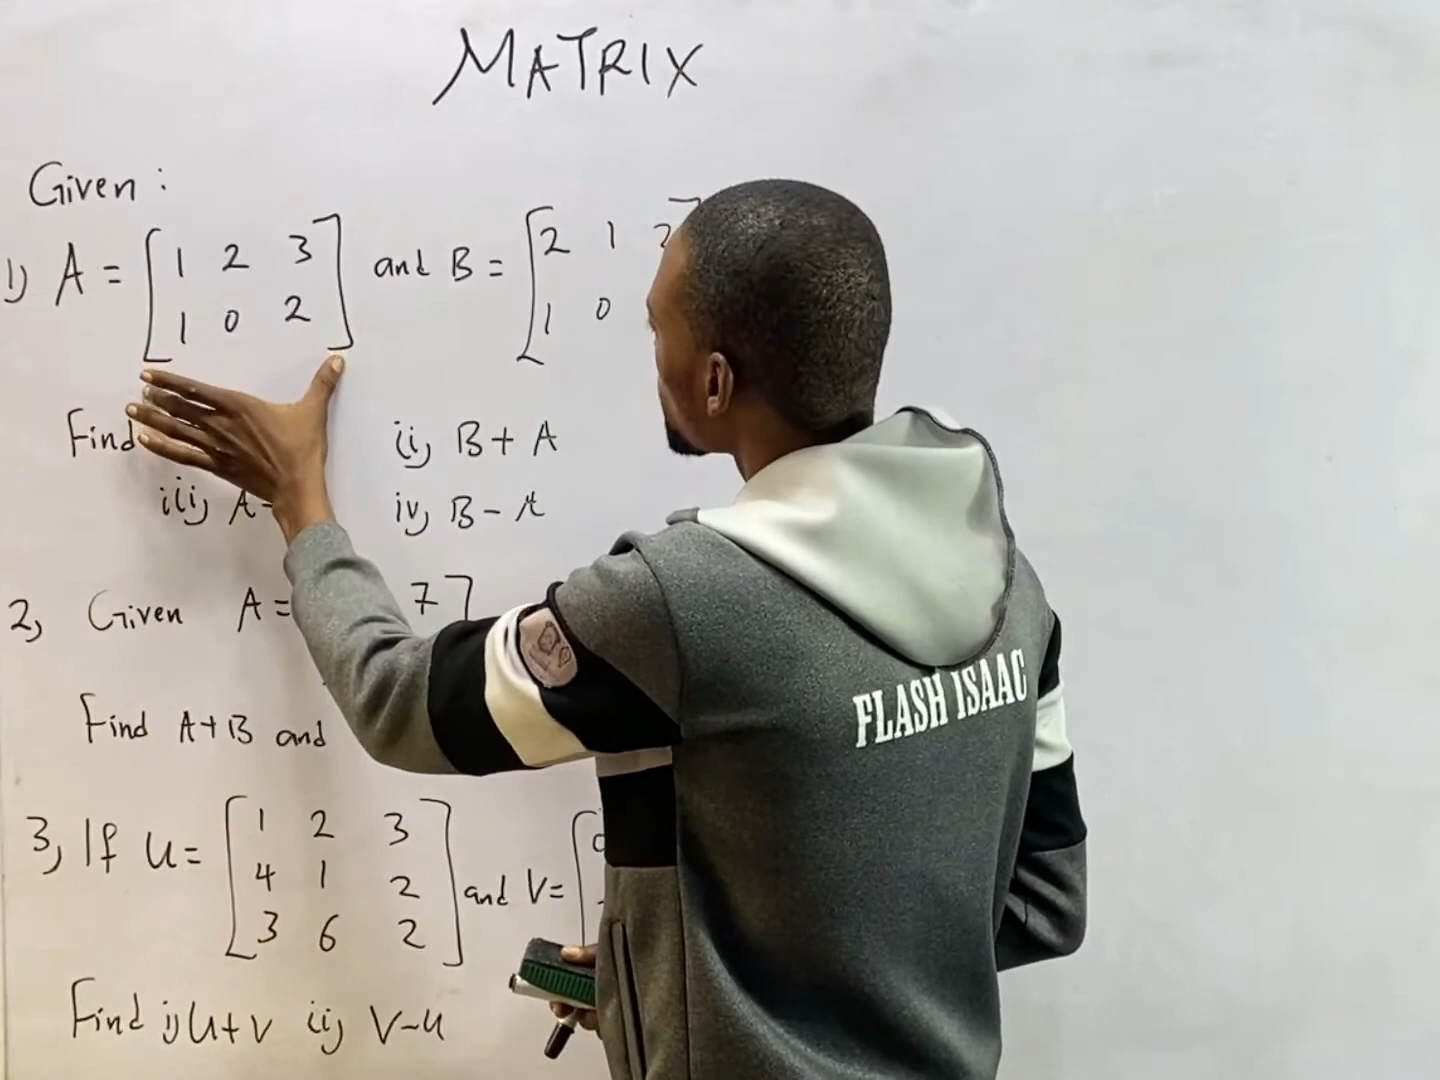 MATRIX
Given :
1) A = [1 2 3] and B = [2 1
[1 0 2] [1 0
Find ii, B + A
iii, A- iv, B - A
2, Given A = 7]
Find A+B and
3, If U = [1 2 3]
[4 1 2] and V = [
[3 6 2]
Find i) U+V ii, V-U
FLASH ISAAC